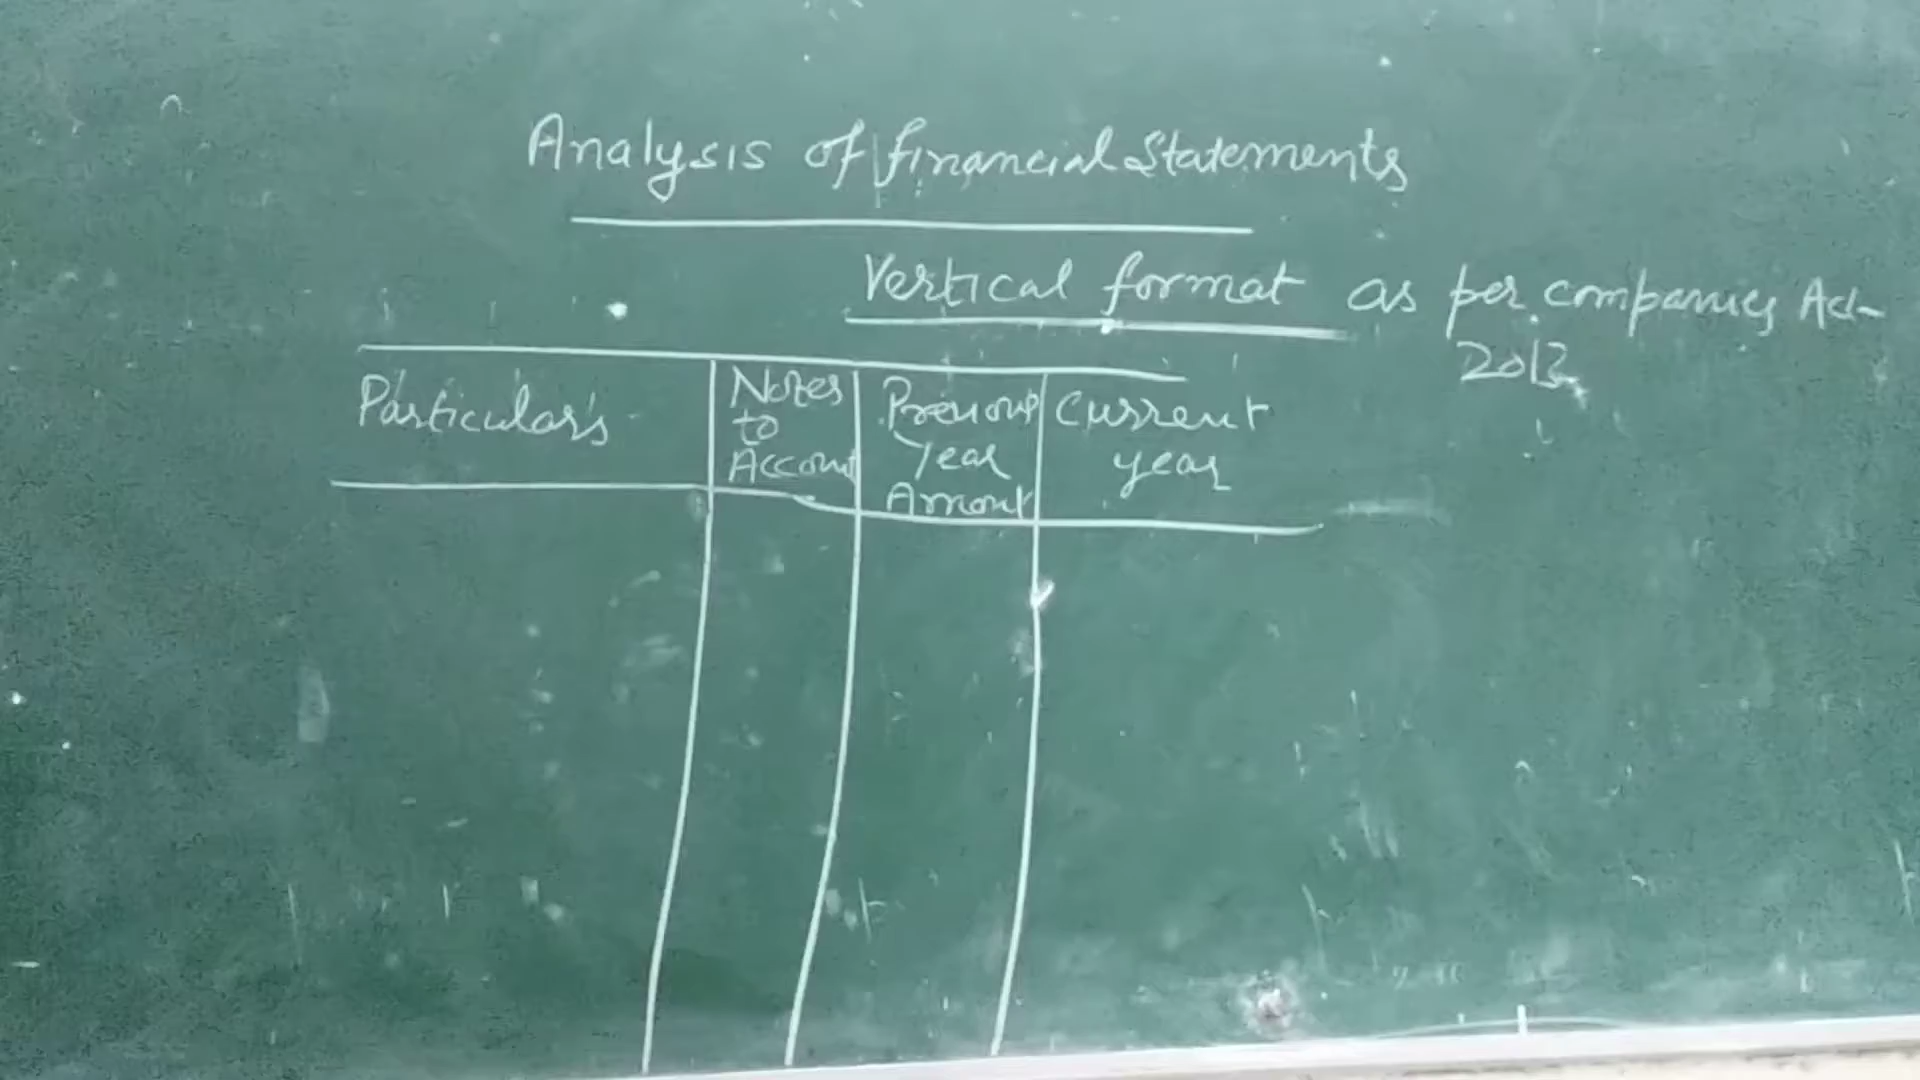 Analysis of financial Statements
Vertical format as per companies Act-
2013
Particulars
Notes
to
Account
Previous
Year
Amount
Current
year